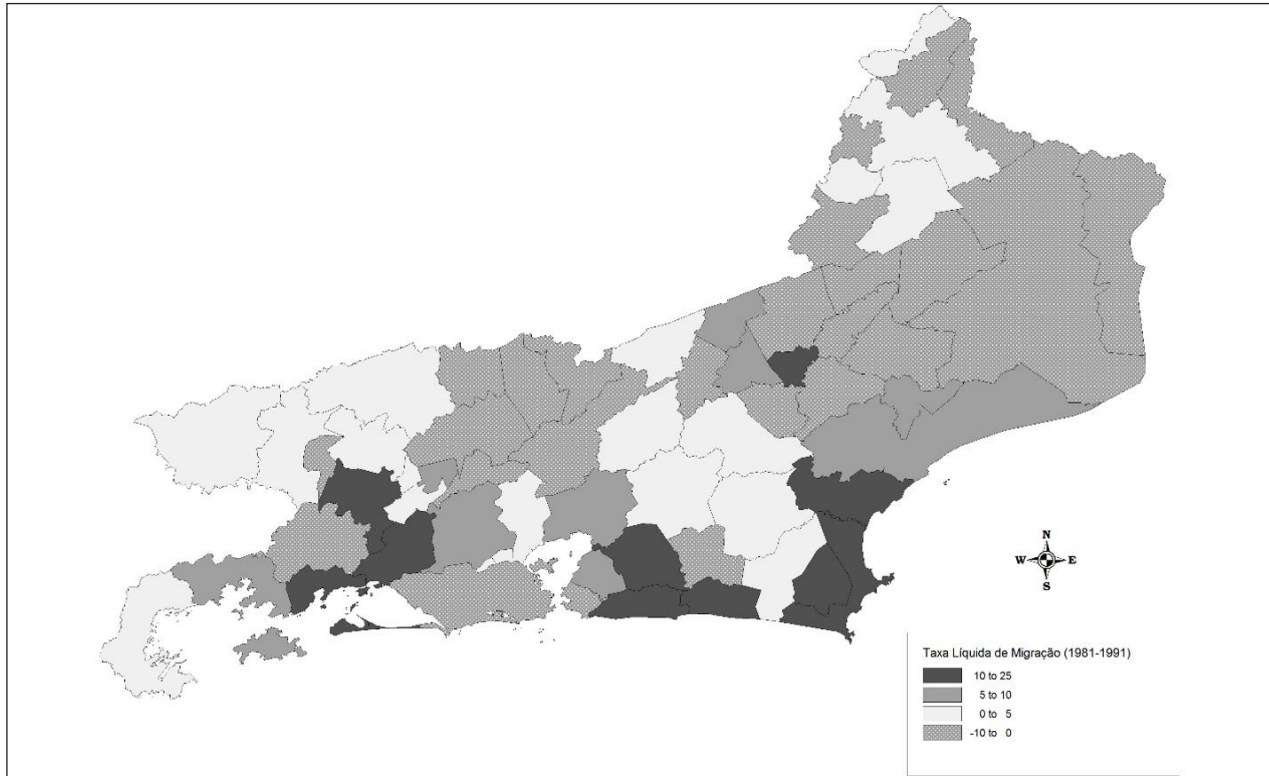 N
W E
S
Taxa Líquida de Migração (1981-1991)
10 to 25
5 to 10
0 to 5
-10 to 0